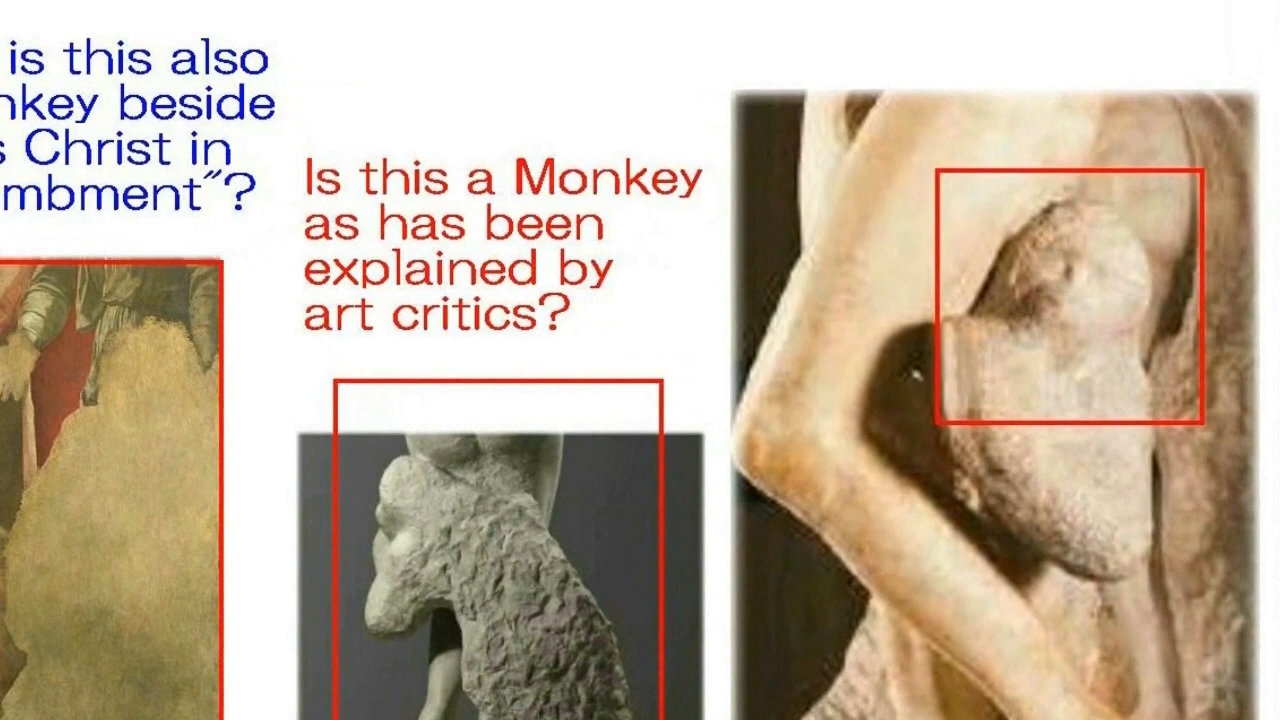 is this also
nkey beside
s Christ in
mbment"?
Is this a Monkey
as has been
explained by
art critics?